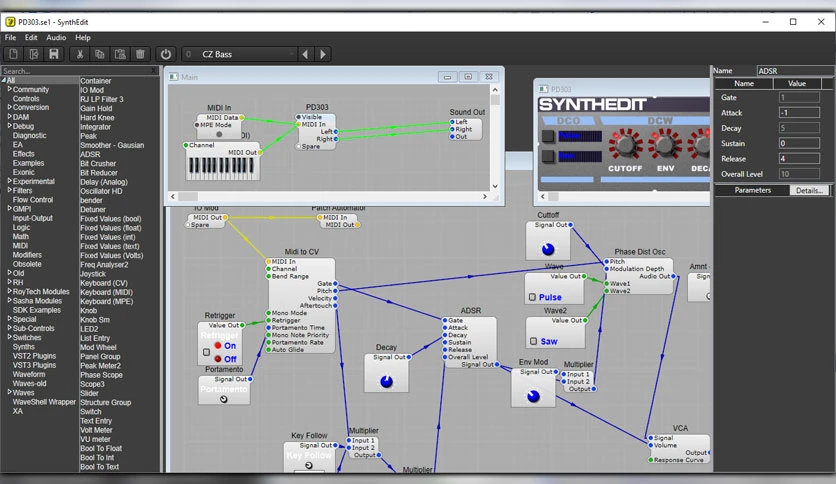 PD303.se1 - SynthEdit
File Edit Audio Help
0 CZ Bass
Search... X
All
Community
Controls
Conversion
DAM
Debug
Diagnostic
EA
Effects
Examples
Exonic
Experimental
Filters
Flow Control
GMPI
Input-Output
Logic
Math
MIDI
Modifiers
Obsolete
Old
RH
RoyTech Modules
Sasha Modules
SDK Examples
Special
Sub-Controls
Switches
Synths
VST2 Plugins
VST3 Plugins
Waveform
Waves-old
Waves
WaveShell Wrapper
XA
Container
IO Mod
RJ LP Filter 3
Gain Hold
Hard Knee
Integrator
Peak
Smoother - Gausian
ADSR
Bit Crusher
Bit Reducer
Delay (Analog)
Oscillator HD
bender
Detuner
Fixed Values (bool)
Fixed Values (float)
Fixed Values (int)
Fixed Values (text)
Fixed Values (Volts)
Freq Analyser2
Joystick
Keyboard (CV)
Keyboard (MIDI)
Keyboard (MPE)
Knob
Knob Sm
LED2
List Entry
Mod Wheel
Panel Group
Peak Meter2
Phase Scope
Scope3
Slider
Structure Group
Switch
Text Entry
Volt Meter
VU meter
Bool To Float
Bool To Int
Bool To Text
Main
MIDI In
MIDI Data
MPE Mode
DI)
Channel
MIDI Out
PD303
Visible
MIDI In
Left
Right
Spare
Sound Out
Left
Right
Out
PD303
SYNTHEDIT
DCO
DCW
CUTOFF
ENV
DECA
IO Mod
MIDI Out
Spare
Patch Automator
MIDI In
MIDI Out
Midi to CV
MIDI In
Channel
Bend Range
Gate
Pitch
Velocity
Aftertouch
Mono Mode
Retrigger
Portamento Time
Mono Note Priority
Portamento Rate
Auto Glide
Retrigger
Value Out
Retrigger
On
Off
Portamento
Signal Out
Portamento
Decay
Signal Out
ADSR
Gate
Attack
Decay
Sustain
Release
Overall Level
Signal Out
Cuttoff
Signal Out
Wave
Value Out
Pulse
Wave2
Value Out
Saw
Phase Dist Osc
Pitch
Modulation Depth
Audio Out
Wave1
Wave2
Amnt
Env Mod
Signal Out
Multiplier
Input 1
Input 2
Output
VCA
Signal
Volume
Output
Response Curve
Key Follow
Signal Out
Key Follow
Multiplier
Input 1
Input 2
Output
Multiplier
Name ADSR
Name Value
Gate 1
Attack -1
Decay 5
Sustain 0
Release 4
Overall Level 10
Parameters Details...